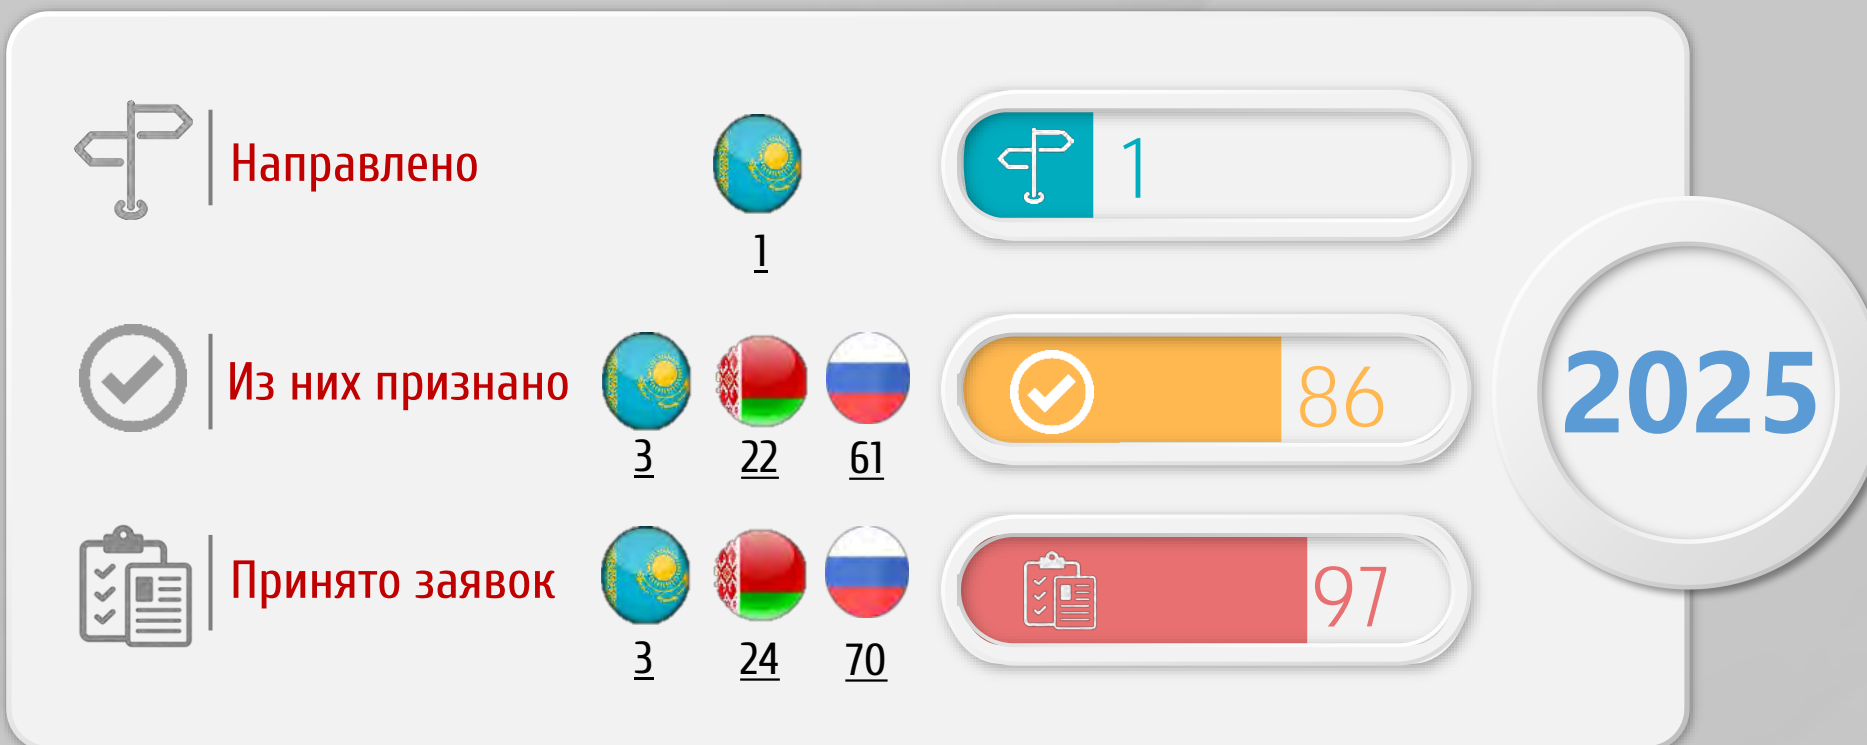 Направлено
1
1
Из них признано
3 22 61
86
2025
Принято заявок
3 24 70
97